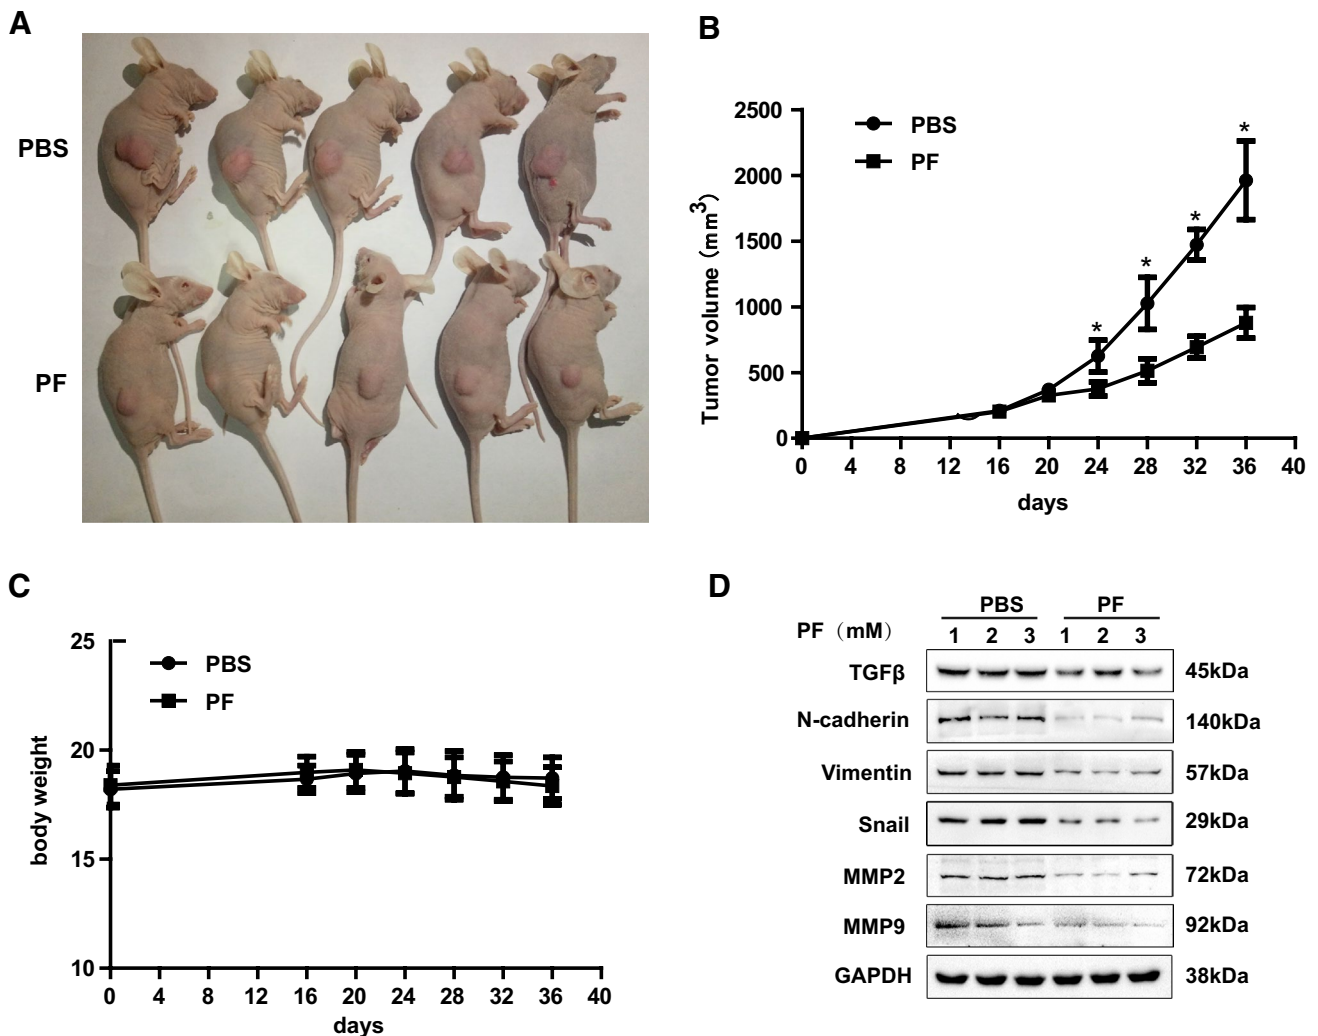 A
PBS
PF
B
PBS
PF
Tumor volume (mm³)
2500
2000
1500
1000
500
0
*
*
*
*
0 4 8 12 16 20 24 28 32 36 40
days
C
PBS
PF
body weight
25
20
15
10
0 4 8 12 16 20 24 28 32 36 40
days
D
PBS PF
PF（mM） 1 2 3 1 2 3
TGFβ 45kDa
N-cadherin 140kDa
Vimentin 57kDa
Snail 29kDa
MMP2 72kDa
MMP9 92kDa
GAPDH 38kDa